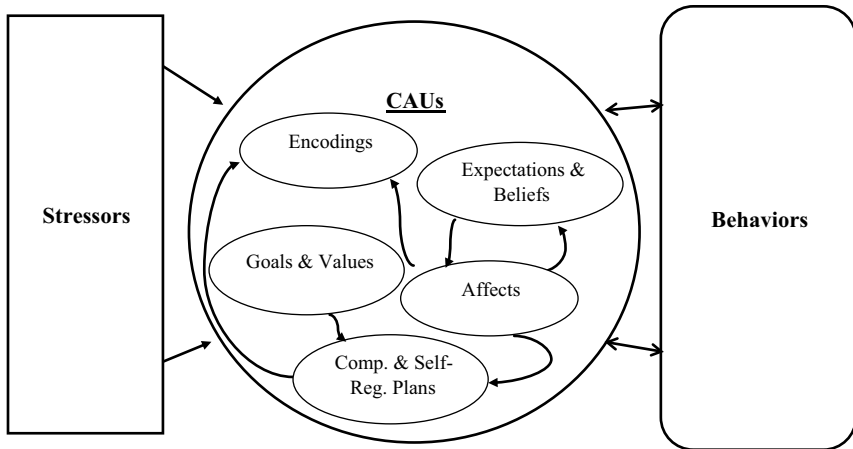 CAUs
Encodings
Expectations &
Beliefs
Stressors
Behaviors
Goals & Values
Affects
Comp. & Self-
Reg. Plans